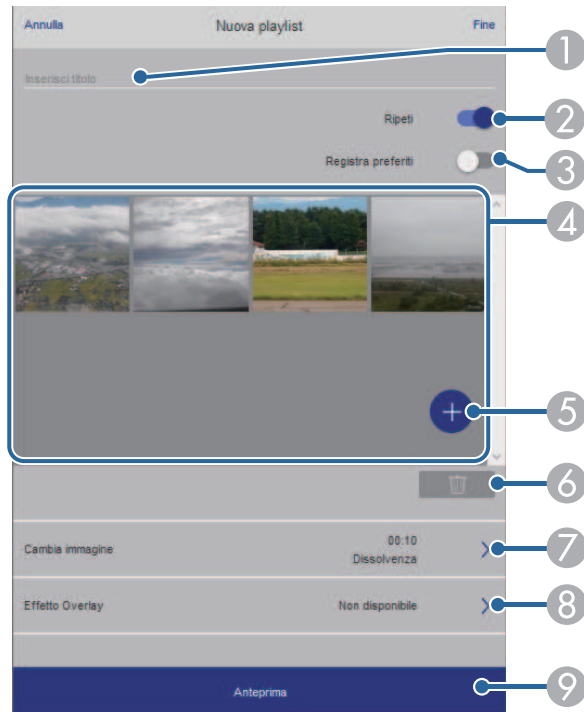 Annulla Nuova playlist Fine
Inserisci titolo
1
Ripeti
2
Registra preferiti
3
4
5
6
Cambia immagine
00:10
Dissolvenza
7
Effetto Overlay Non disponibile
8
Anteprima
9